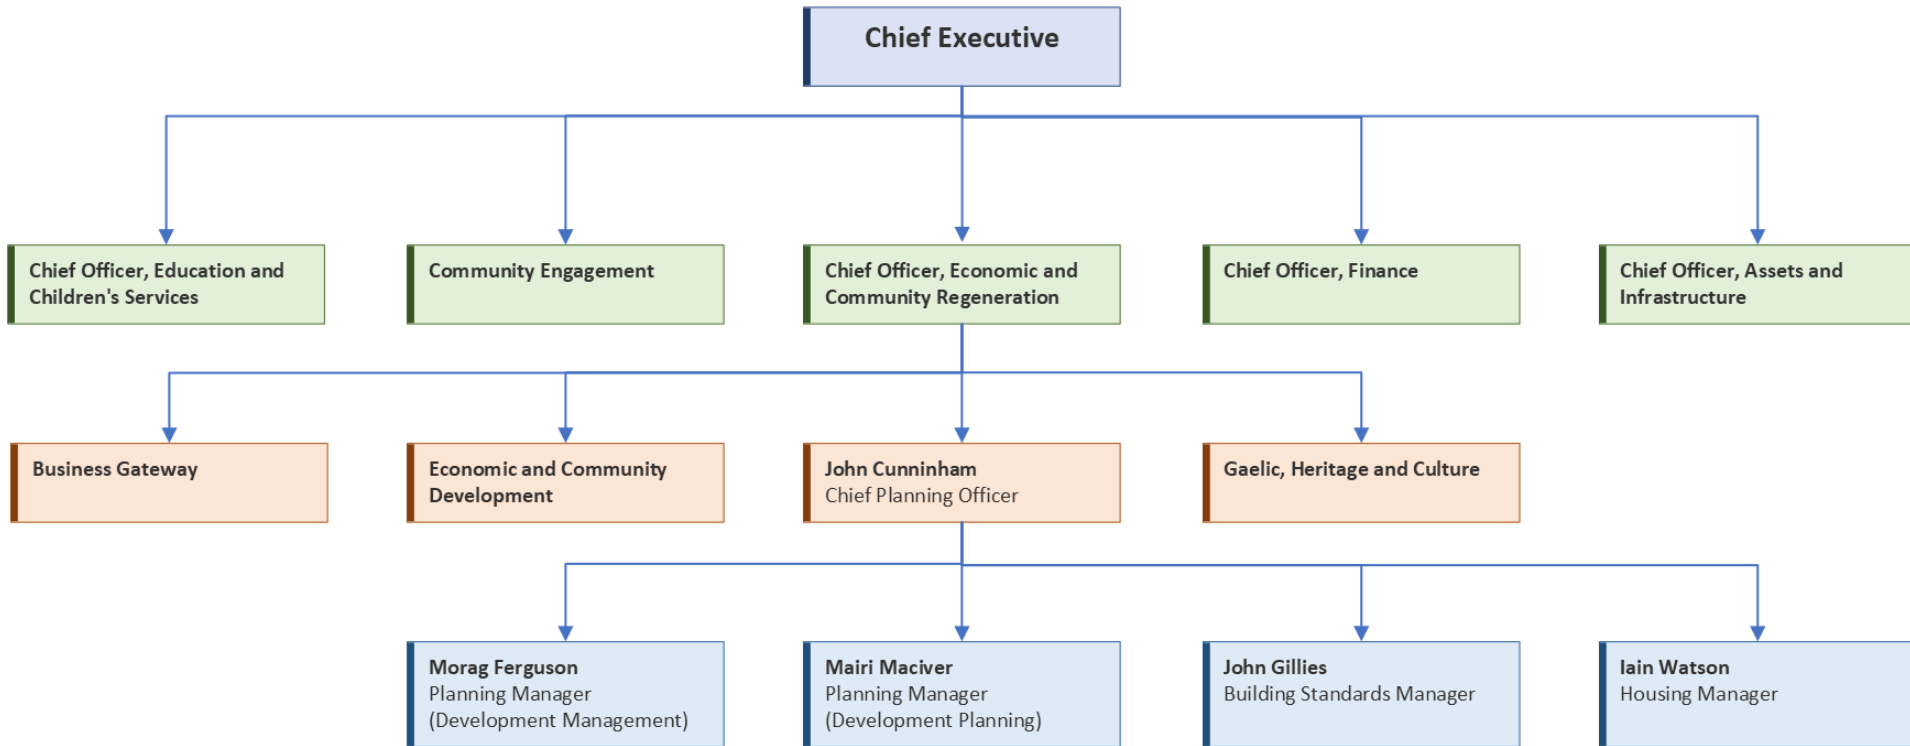 Chief Executive
Chief Officer, Education and
Children's Services
Community Engagement
Chief Officer, Economic and
Community Regeneration
Chief Officer, Finance
Chief Officer, Assets and
Infrastructure
Business Gateway
Economic and Community
Development
John Cunninham
Chief Planning Officer
Gaelic, Heritage and Culture
Morag Ferguson
Planning Manager
(Development Management)
Mairi Maciver
Planning Manager
(Development Planning)
John Gillies
Building Standards Manager
Iain Watson
Housing Manager